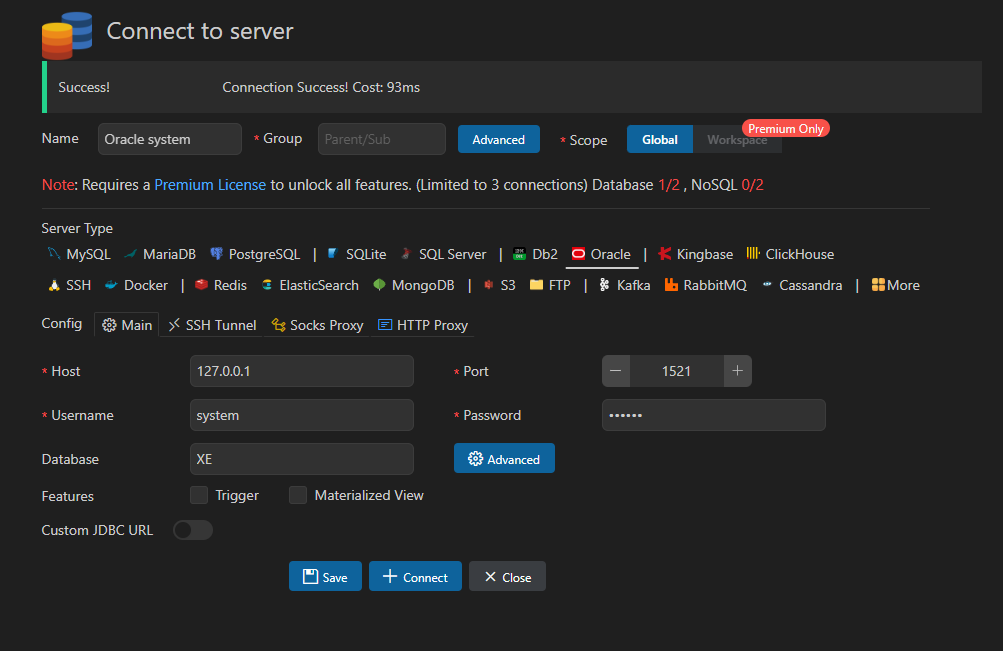 Connect to server
Success! Connection Success! Cost: 93ms
Premium Only
Name Oracle system * Group Parent/Sub Advanced * Scope Global Workspace
Note: Requires a Premium License to unlock all features. (Limited to 3 connections) Database 1/2 , NoSQL 0/2
Server Type
MySQL MariaDB PostgreSQL | SQLite SQL Server | Db2 Oracle | Kingbase ClickHouse
SSH Docker | Redis ElasticSearch MongoDB | S3 FTP | Kafka RabbitMQ Cassandra | More
Config Main SSH Tunnel Socks Proxy HTTP Proxy
* Host 127.0.0.1 * Port − 1521 +
* Username system * Password ••••••
Database XE Advanced
Features Trigger Materialized View
Custom JDBC URL
Save Connect Close